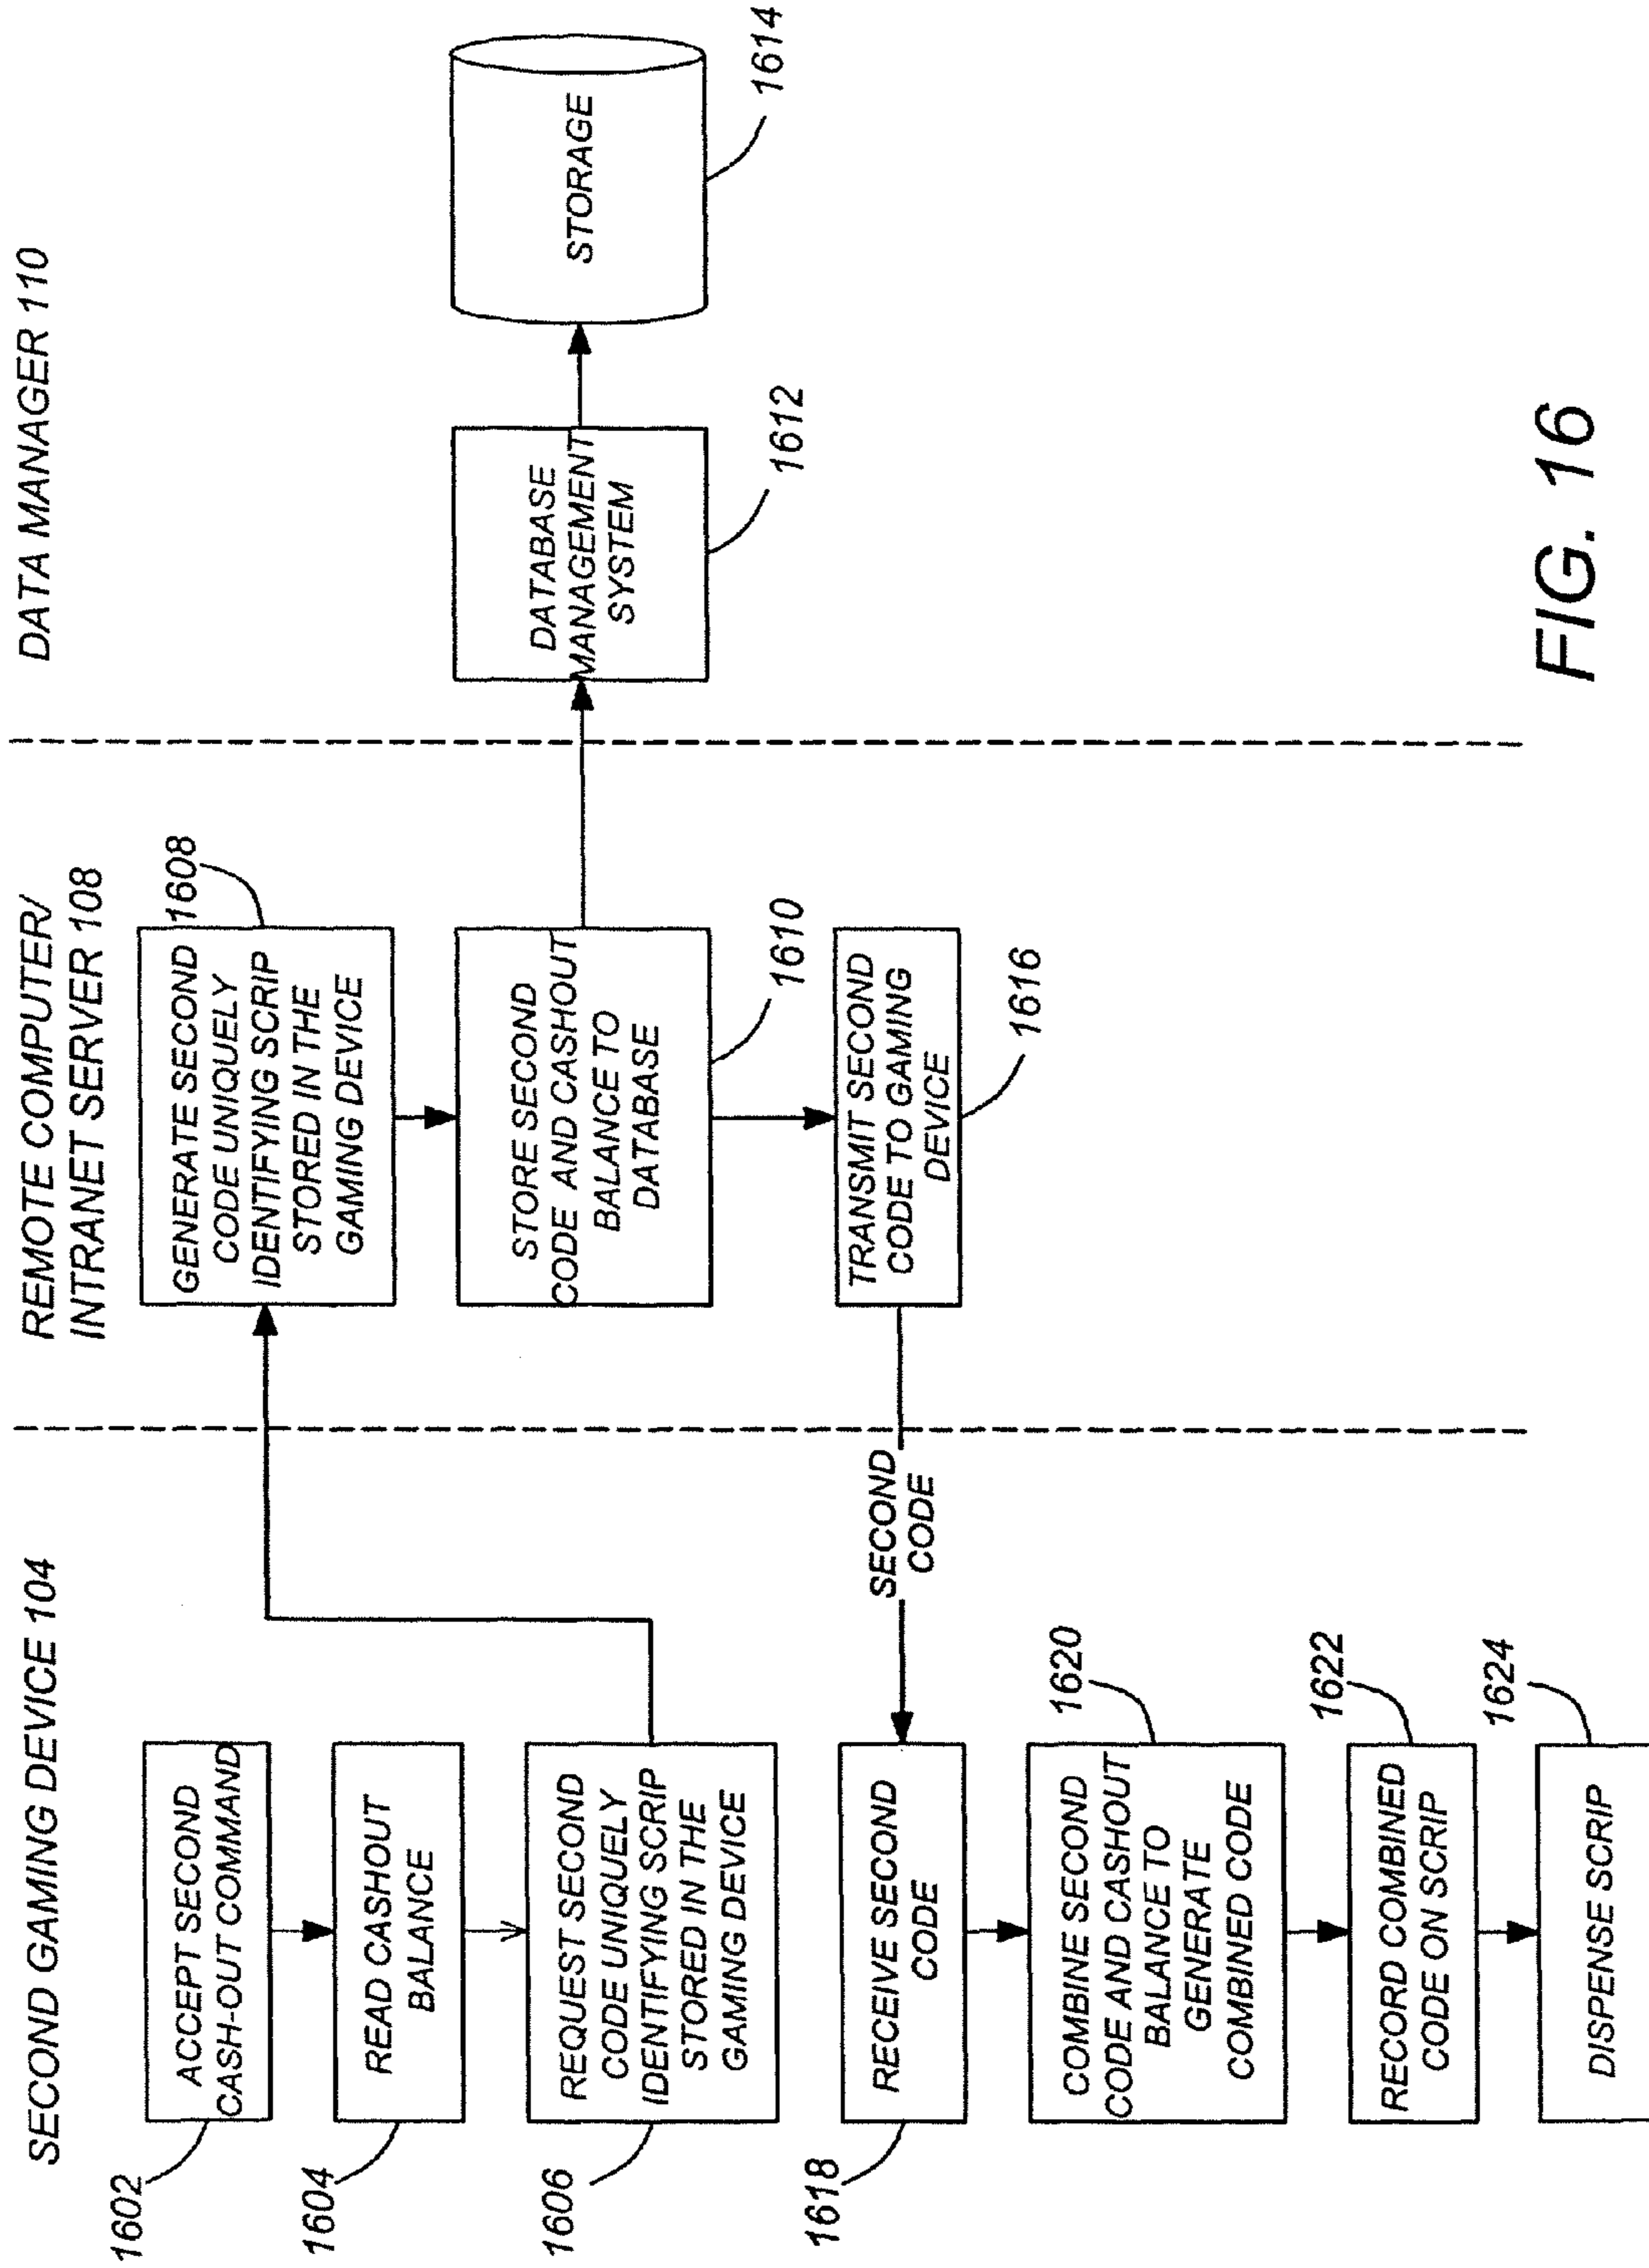 SECOND GAMING DEVICE 104
REMOTE COMPUTER/
INTRANET SERVER 108
DATA MANAGER 110
1602
ACCEPT SECOND
CASH-OUT COMMAND
1604
READ CASHOUT
BALANCE
1606
REQUEST SECOND
CODE UNIQUELY
IDENTIFYING SCRIP
STORED IN THE
GAMING DEVICE
1608
GENERATE SECOND
CODE UNIQUELY
IDENTIFYING SCRIP
STORED IN THE
GAMING DEVICE
STORE SECOND
CODE AND CASHOUT
BALANCE TO
DATABASE
1610
DATABASE
MANAGEMENT
SYSTEM
1612
STORAGE
1614
TRANSMIT SECOND
CODE TO GAMING
DEVICE
1616
SECOND
CODE
1618
RECEIVE SECOND
CODE
1620
COMBINE SECOND
CODE AND CASHOUT
BALANCE TO
GENERATE
COMBINED CODE
1622
RECORD COMBINED
CODE ON SCRIP
1624
DISPENSE SCRIP
FIG. 16